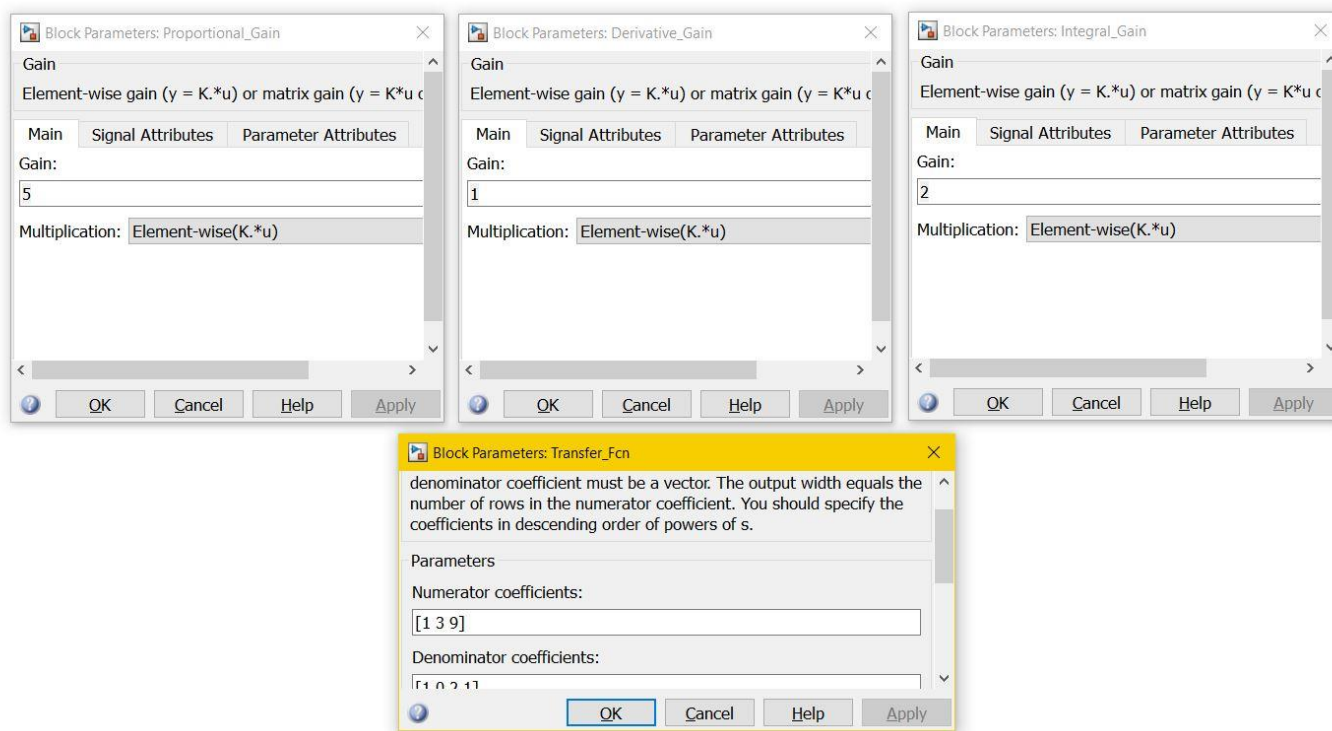 Block Parameters: Proportional_Gain
Gain
Element-wise gain (y = K.*u) or matrix gain (y = K*u
Main Signal Attributes Parameter Attributes
Gain:
5
Multiplication: Element-wise(K.*u)
OK Cancel Help Apply
Block Parameters: Derivative_Gain
Gain
Element-wise gain (y = K.*u) or matrix gain (y = K*u
Main Signal Attributes Parameter Attributes
Gain:
1
Multiplication: Element-wise(K.*u)
OK Cancel Help Apply
Block Parameters: Integral_Gain
Gain
Element-wise gain (y = K.*u) or matrix gain (y = K*u
Main Signal Attributes Parameter Attributes
Gain:
2
Multiplication: Element-wise(K.*u)
OK Cancel Help Apply
Block Parameters: Transfer_Fcn
denominator coefficient must be a vector. The output width equals the
number of rows in the numerator coefficient. You should specify the
coefficients in descending order of powers of s.
Parameters
Numerator coefficients:
[1 3 9]
Denominator coefficients:
[1 0 2 1]
OK Cancel Help Apply